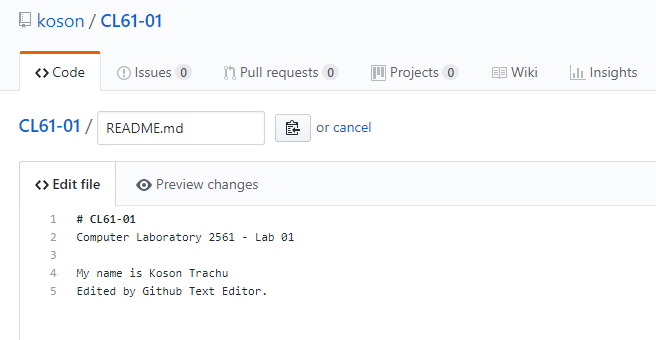 koson / CL61-01
Code Issues 0 Pull requests 0 Projects 0 Wiki Insights
CL61-01 / README.md or cancel
Edit file Preview changes
1 # CL61-01
2 Computer Laboratory 2561 - Lab 01
3
4 My name is Koson Trachu
5 Edited by Github Text Editor.